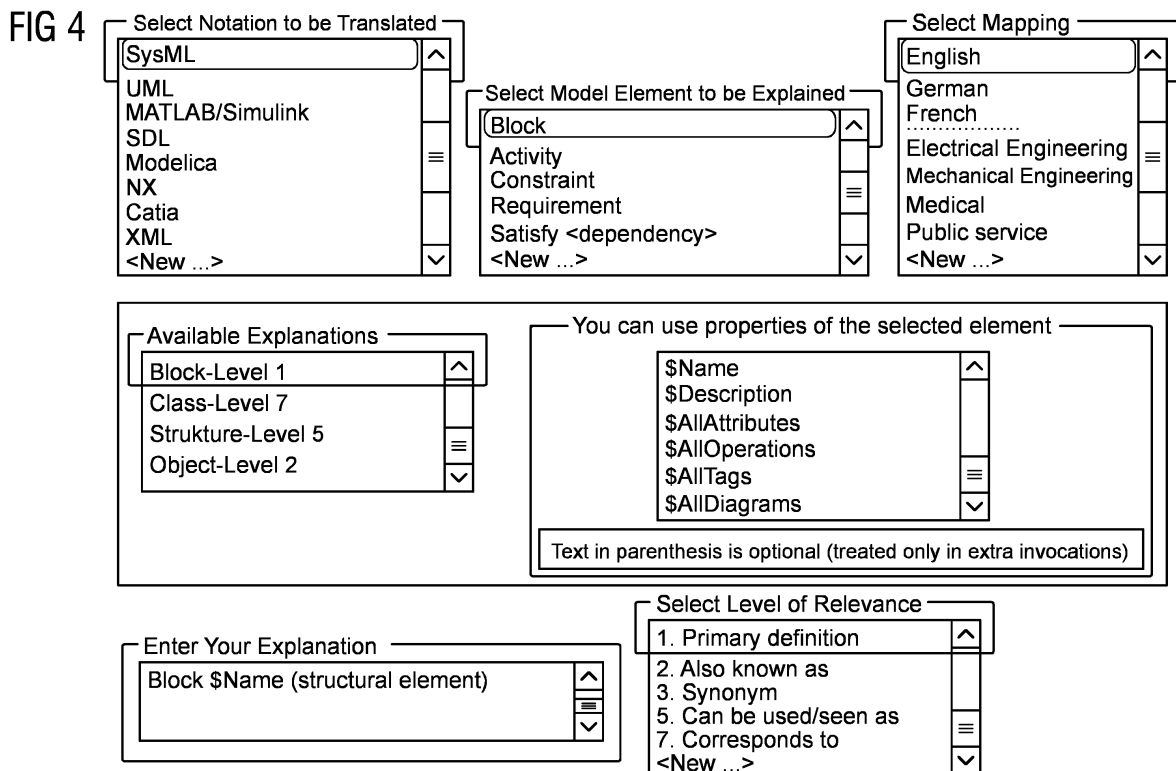 FIG 4
Select Notation to be Translated
SysML
UML
MATLAB/Simulink
SDL
Modelica
NX
Catia
XML
<New ...>
Select Model Element to be Explained
Block
Activity
Constraint
Requirement
Satisfy <dependency>
<New ...>
Select Mapping
English
German
French
Electrical Engineering
Mechanical Engineering
Medical
Public service
<New ...>
Available Explanations
Block-Level 1
Class-Level 7
Strukture-Level 5
Object-Level 2
You can use properties of the selected element
$Name
$Description
$AllAttributes
$AllOperations
$AllTags
$AllDiagrams
Text in parenthesis is optional (treated only in extra invocations)
Enter Your Explanation
Block $Name (structural element)
Select Level of Relevance
1. Primary definition
2. Also known as
3. Synonym
5. Can be used/seen as
7. Corresponds to
<New ...>